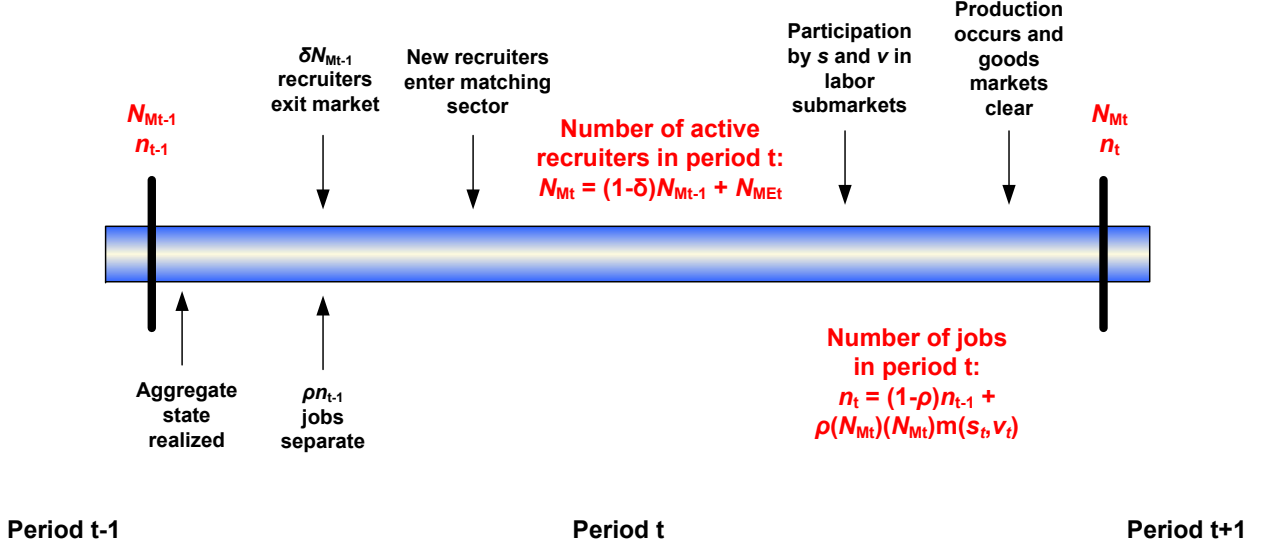 Production
occurs and
goods
markets
clear
Participation
by s and v in
labor
submarkets
δN_Mt-1
recruiters
exit market
New recruiters
enter matching
sector
N_Mt-1
n_t-1
Number of active
recruiters in period t:
N_Mt = (1-δ)N_Mt-1 + N_MEt
N_Mt
n_t
Aggregate
state
realized
ρn_t-1
jobs
separate
Number of jobs
in period t:
n_t = (1-ρ)n_t-1 +
ρ(N_Mt)(N_Mt)m(s_t,v_t)
Period t-1
Period t
Period t+1